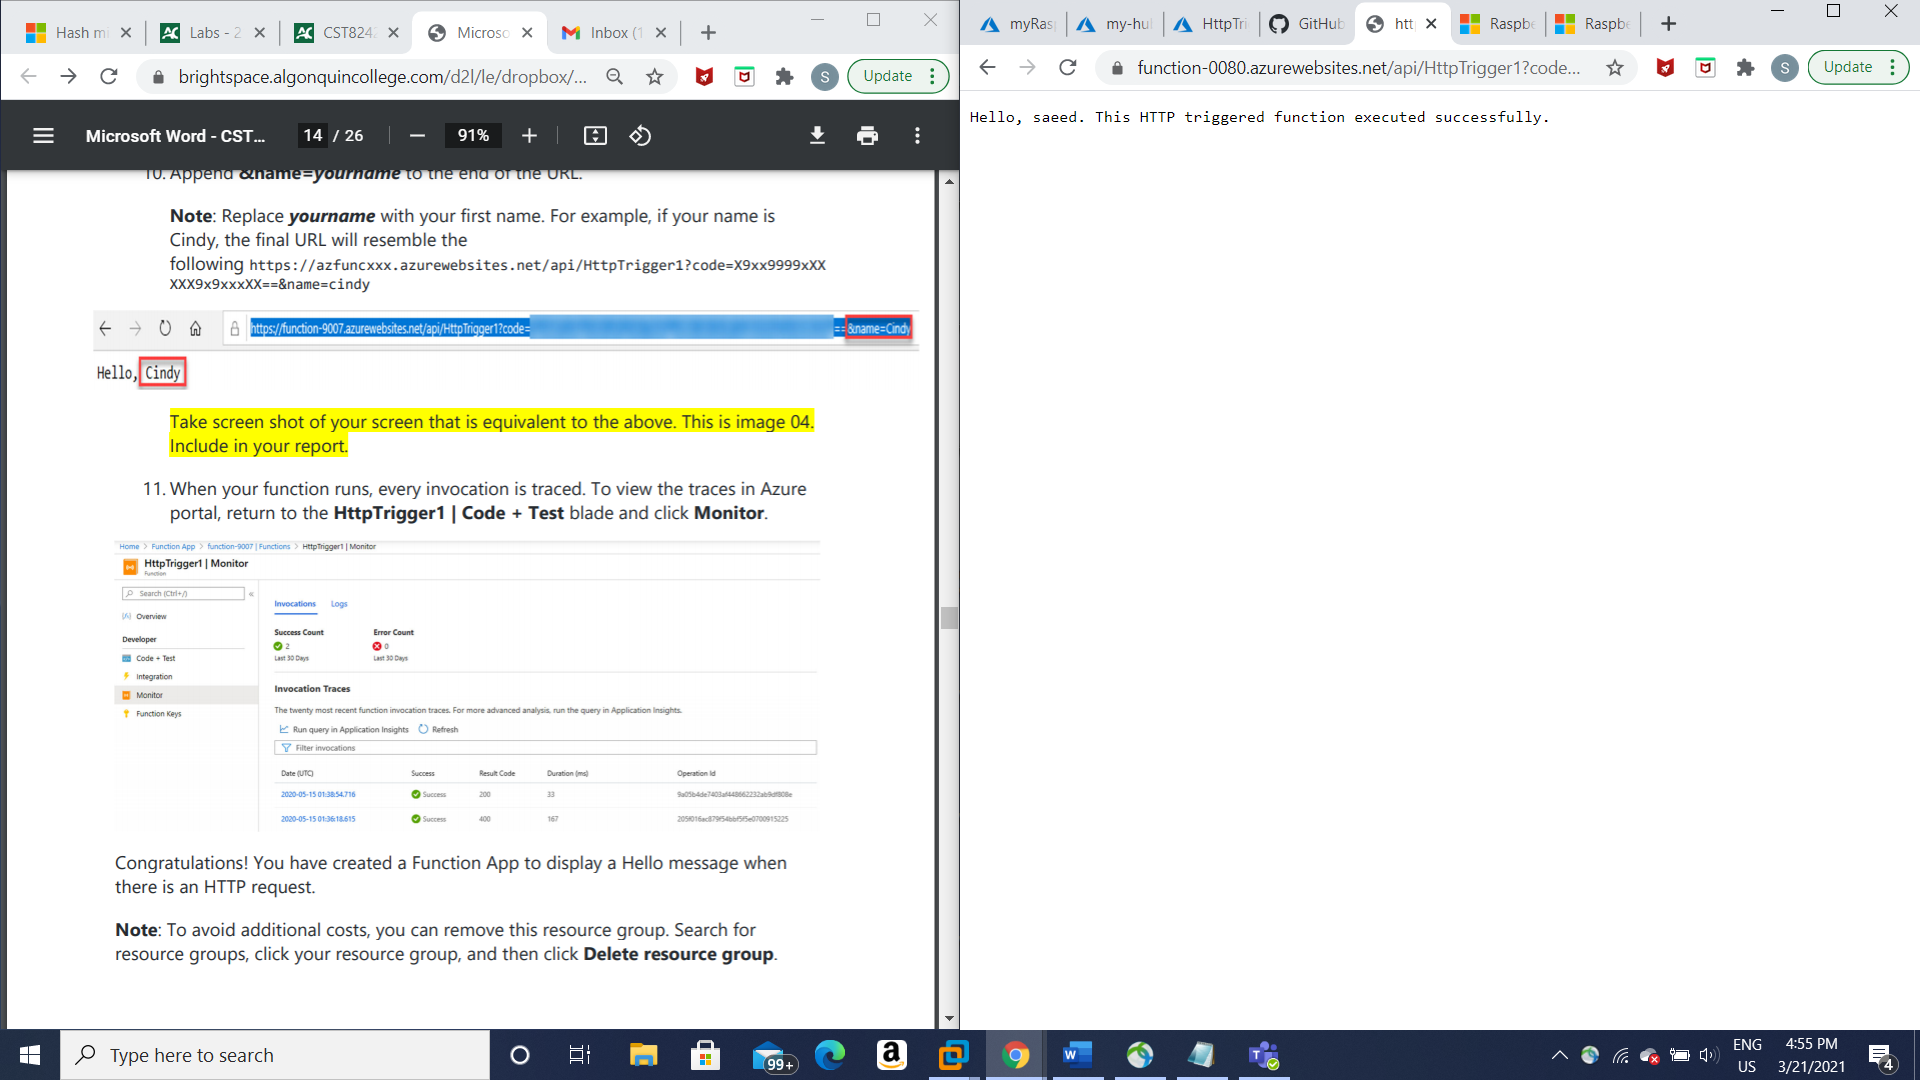 Hash mi
Labs - 2
CST824
Microso
Inbox (1
brightspace.algonquincollege.com/d2l/le/dropbox/...
S
Update
Microsoft Word - CST...
14 / 26
91%
10. Append &name=yourname to the end of the URL.
Note: Replace yourname with your first name. For example, if your name is
Cindy, the final URL will resemble the
following https://azfuncxxx.azurewebsites.net/api/HttpTrigger1?code=X9xx9999xXX
XXX9x9xxxXX==&name=cindy
https://function-9007.azurewebsites.net/api/HttpTrigger1?code=
==&name=Cindy
Hello, Cindy
Take screen shot of your screen that is equivalent to the above. This is image 04.
Include in your report.
11. When your function runs, every invocation is traced. To view the traces in Azure
portal, return to the HttpTrigger1 | Code + Test blade and click Monitor.
Home > Function App > function-9007 | Functions > HttpTrigger1 | Monitor
HttpTrigger1 | Monitor
Function
Search (Ctrl+/)
«
Overview
Developer
Code + Test
Integration
Monitor
Function Keys
Invocations Logs
Success Count Error Count
2 0
Last 30 Days Last 30 Days
Invocation Traces
The twenty most recent function invocation traces. For more advanced analysis, run the query in Application Insights.
Run query in Application Insights Refresh
Filter invocations
Date (UTC) Success Result Code Duration (ms) Operation Id
2020-05-15 01:38:54.716 Success 200 33 9a05b4de7403af448662232ab9df808e
2020-05-15 01:36:18.615 Success 400 167 205f016ac879f54bbf5f5e0700915225
Congratulations! You have created a Function App to display a Hello message when
there is an HTTP request.
Note: To avoid additional costs, you can remove this resource group. Search for
resource groups, click your resource group, and then click Delete resource group.
myRas
my-hu
HttpTri
GitHub
htt
Raspbe
Raspbe
function-0080.azurewebsites.net/api/HttpTrigger1?code...
S
Update
Hello, saeed. This HTTP triggered function executed successfully.
Type here to search
99+
ENG
US
4:55 PM
3/21/2021
4